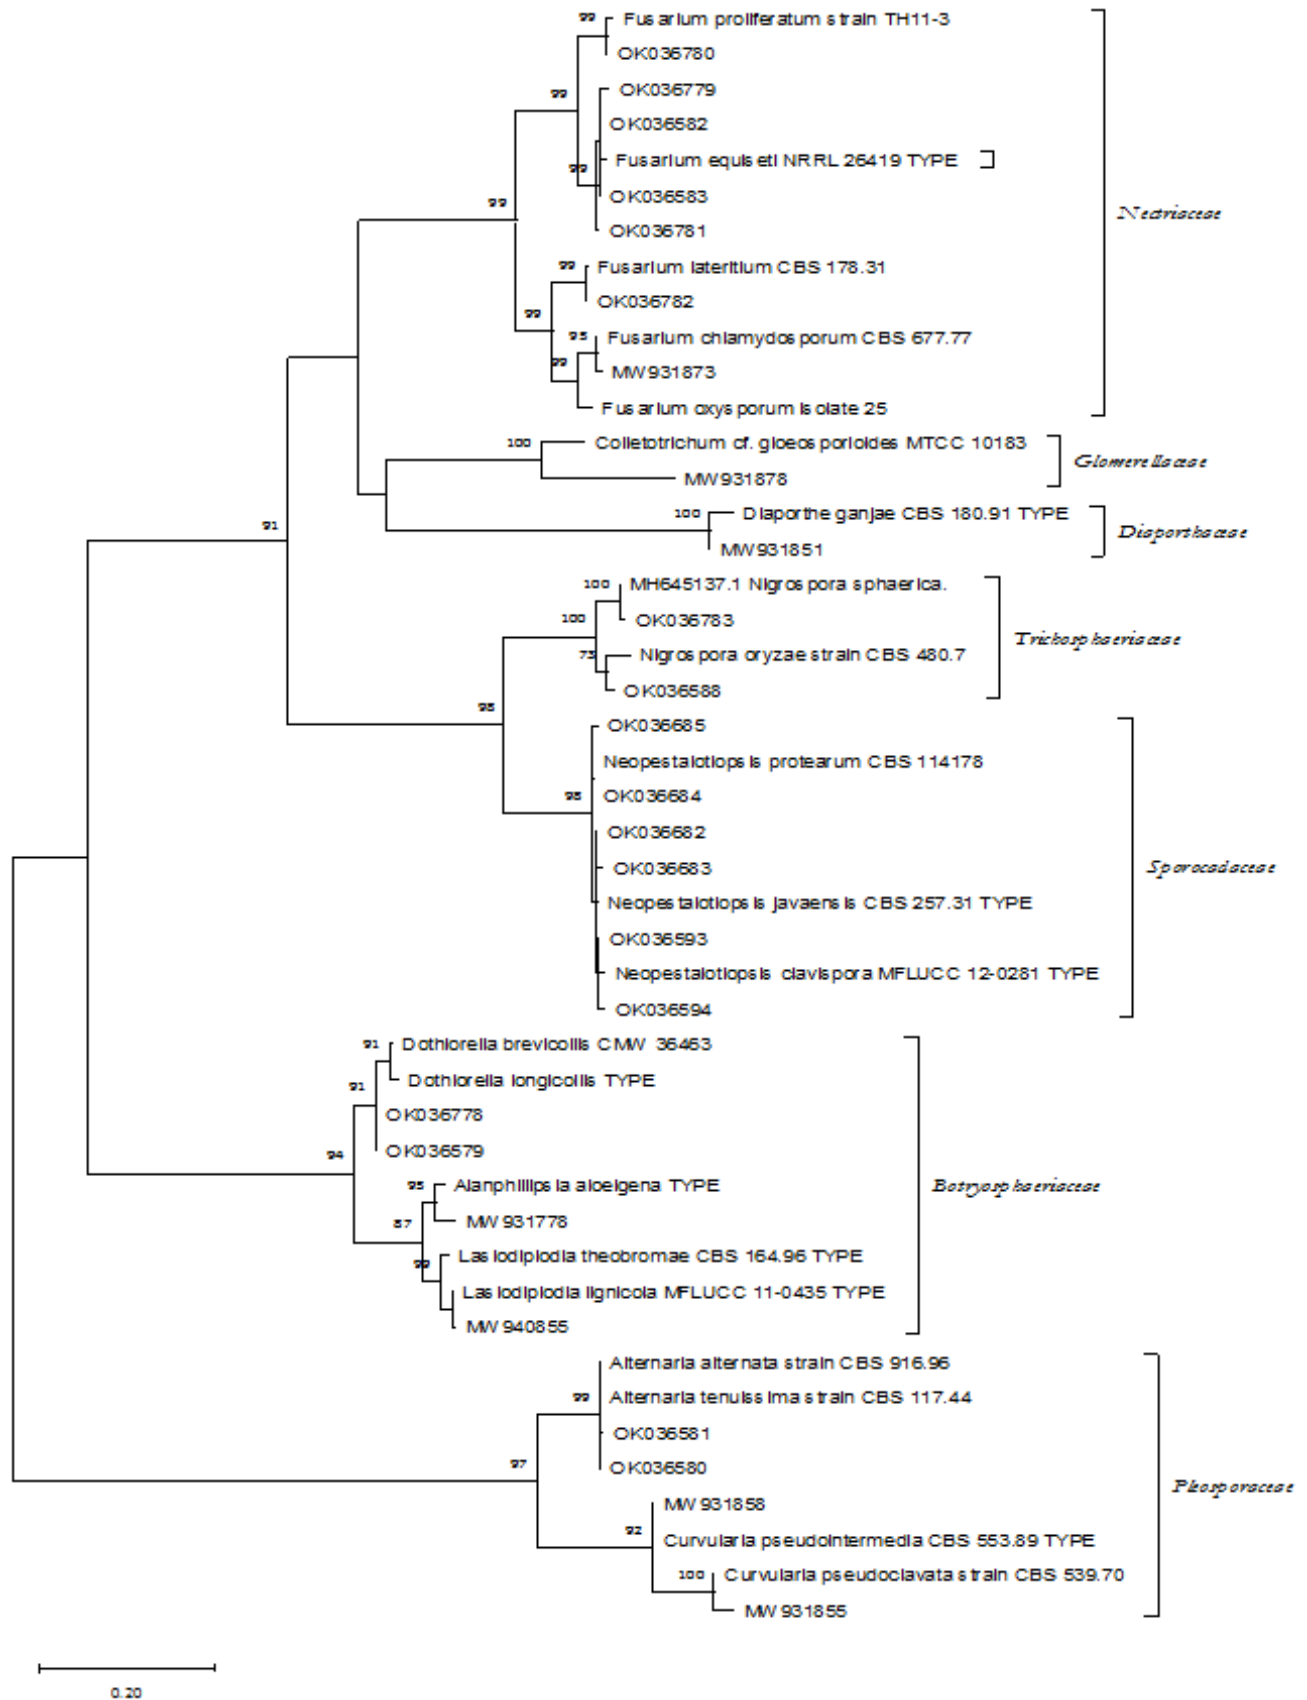 99
Fusarium proliferatum strain TH11-3
OK036780
99
OK036779
OK036582
99
Fusarium equiseti NRRL 26419 TYPE
OK036583
99
OK036781
Nectriaceae
99
Fusarium lateritium CBS 178.31
OK036782
99
95
Fusarium chlamydosporum CBS 677.77
99
MW931873
Fusarium oxysporum isolate 25
100
Colletotrichum cf. gloeosporioides MTCC 10183
Glomerellaceae
MW931878
100
Diaporthe ganjae CBS 180.91 TYPE
91
Diaporthaceae
MW931851
100
MH645137.1 Nigrospora sphaerica.
100
OK036783
Trichosphaeriaceae
73
Nigrospora oryzae strain CBS 480.7
OK036588
98
OK036685
Neopestalotiopsis protearum CBS 114178
98
OK036684
OK036682
OK036683
Sporocadaceae
Neopestalotiopsis javaensis CBS 257.31 TYPE
OK036593
Neopestalotiopsis clavispora MFLUCC 12-0281 TYPE
OK036594
91
Dothiorella brevicollis CMW 36463
91
Dothiorella longicollis TYPE
OK036778
94
OK036579
95
Alanphillipsia aloeigena TYPE
Botryosphaeriaceae
87
MW931778
99
Lasiodiplodia theobromae CBS 164.96 TYPE
Lasiodiplodia lignicola MFLUCC 11-0435 TYPE
MW940855
Alternaria alternata strain CBS 916.96
99
Alternaria tenuissima strain CBS 117.44
OK036581
97
OK036580
Pleosporaceae
MW931858
92
Curvularia pseudointermedia CBS 553.89 TYPE
100
Curvularia pseudoclavata strain CBS 539.70
MW931855
0.20